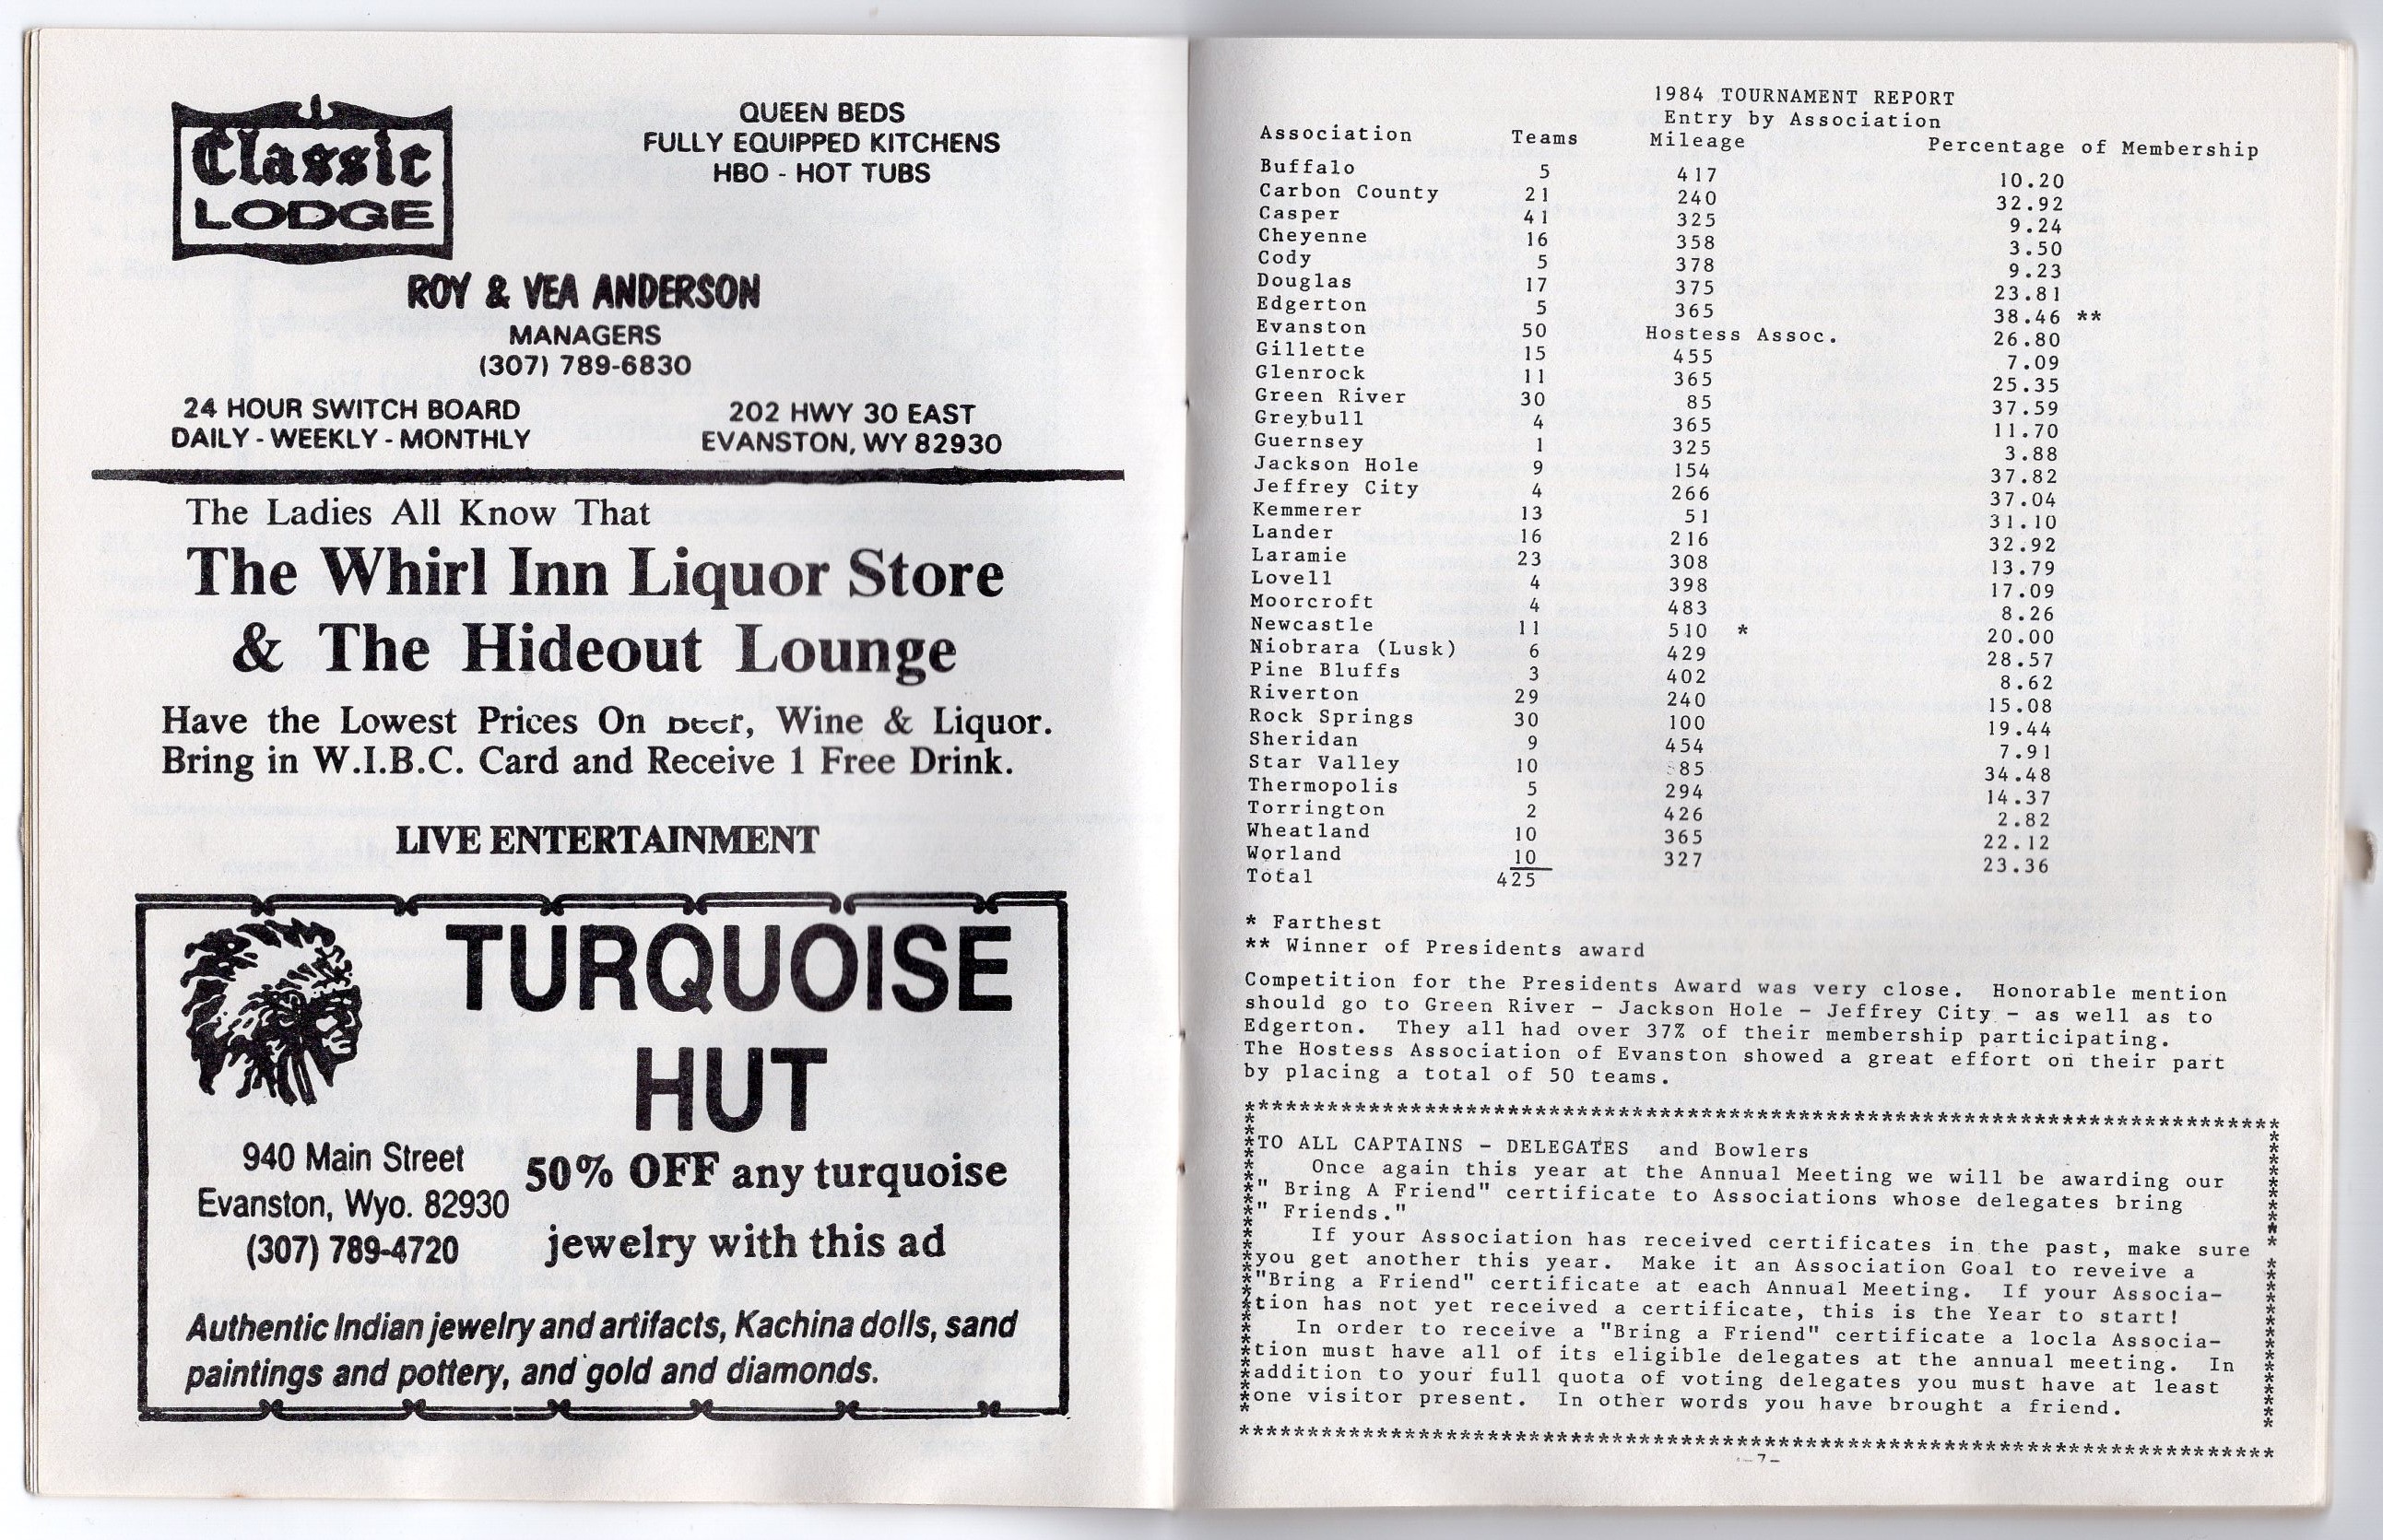 Classic
LODGE
QUEEN BEDS
FULLY EQUIPPED KITCHENS
HBO - HOT TUBS
ROY & VEA ANDERSON
MANAGERS
(307) 789-6830
24 HOUR SWITCH BOARD
DAILY - WEEKLY - MONTHLY
202 HWY 30 EAST
EVANSTON, WY 82930
The Ladies All Know That
The Whirl Inn Liquor Store
& The Hideout Lounge
Have the Lowest Prices On Beer, Wine & Liquor.
Bring in W.I.B.C. Card and Receive 1 Free Drink.
LIVE ENTERTAINMENT
TURQUOISE
HUT
940 Main Street
Evanston, Wyo. 82930
(307) 789-4720
50% OFF any turquoise
jewelry with this ad
Authentic Indian jewelry and artifacts, Kachina dolls, sand
paintings and pottery, and gold and diamonds.
1984 TOURNAMENT REPORT
Entry by Association
Association Teams Mileage Percentage of Membership
Buffalo 5 417 10.20
Carbon County 21 240 32.92
Casper 41 325 9.24
Cheyenne 16 358 3.50
Cody 5 378 9.23
Douglas 17 375 23.81
Edgerton 5 365 38.46 **
Evanston 50 Hostess Assoc. 26.80
Gillette 15 455 7.09
Glenrock 11 365 25.35
Green River 30 85 37.59
Greybull 4 365 11.70
Guernsey 1 325 3.88
Jackson Hole 9 154 37.82
Jeffrey City 4 266 37.04
Kemmerer 13 51 31.10
Lander 16 216 32.92
Laramie 23 308 13.79
Lovell 4 398 17.09
Moorcroft 4 483 8.26
Newcastle 11 510 * 20.00
Niobrara (Lusk) 6 429 28.57
Pine Bluffs 3 402 8.62
Riverton 29 240 15.08
Rock Springs 30 100 19.44
Sheridan 9 454 7.91
Star Valley 10 85 34.48
Thermopolis 5 294 14.37
Torrington 2 426 2.82
Wheatland 10 365 22.12
Worland 10 327 23.36
Total 425
* Farthest
** Winner of Presidents award
Competition for the Presidents Award was very close. Honorable mention
should go to Green River - Jackson Hole - Jeffrey City - as well as to
Edgerton. They all had over 37% of their membership participating.
The Hostess Association of Evanston showed a great effort on their part
by placing a total of 50 teams.
TO ALL CAPTAINS - DELEGATES and Bowlers
Once again this year at the Annual Meeting we will be awarding our
" Bring A Friend" certificate to Associations whose delegates bring
" Friends."
If your Association has received certificates in the past, make sure
you get another this year. Make it an Association Goal to reveive a
"Bring a Friend" certificate at each Annual Meeting. If your Associa-
tion has not yet received a certificate, this is the Year to start!
In order to receive a "Bring a Friend" certificate a locla Associa-
tion must have all of its eligible delegates at the annual meeting. In
addition to your full quota of voting delegates you must have at least
one visitor present. In other words you have brought a friend.
-7-